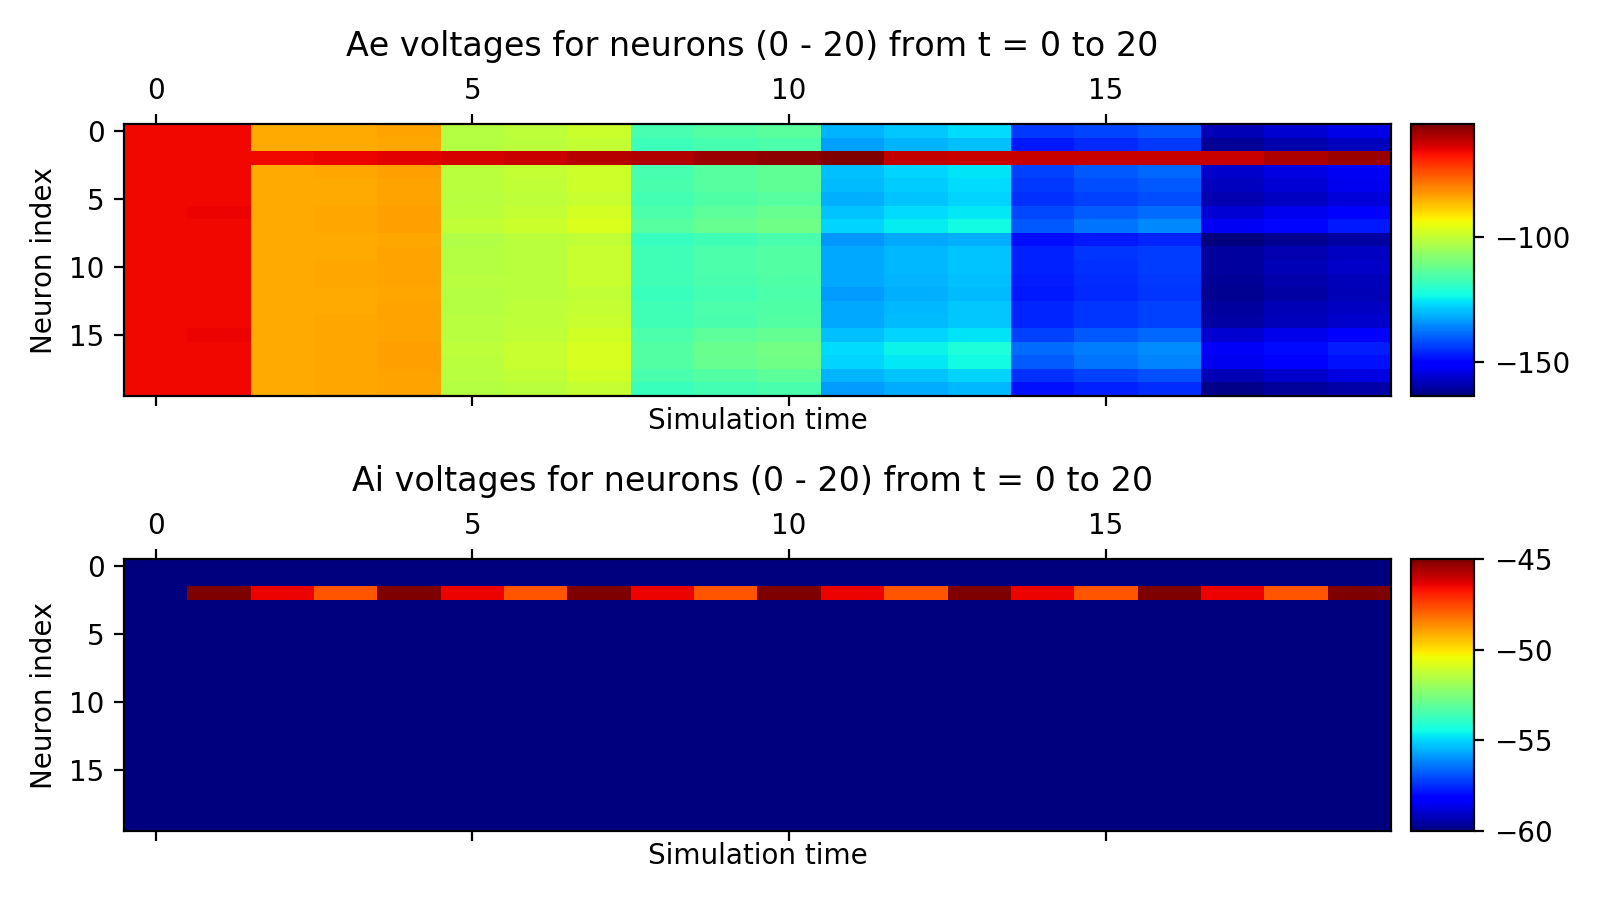 Ae voltages for neurons (0 - 20) from t = 0 to 20
0 5 10 15
Neuron index
0
5
10
15
Simulation time
−100
−150
Ai voltages for neurons (0 - 20) from t = 0 to 20
0 5 10 15
Neuron index
0
5
10
15
Simulation time
−45
−50
−55
−60